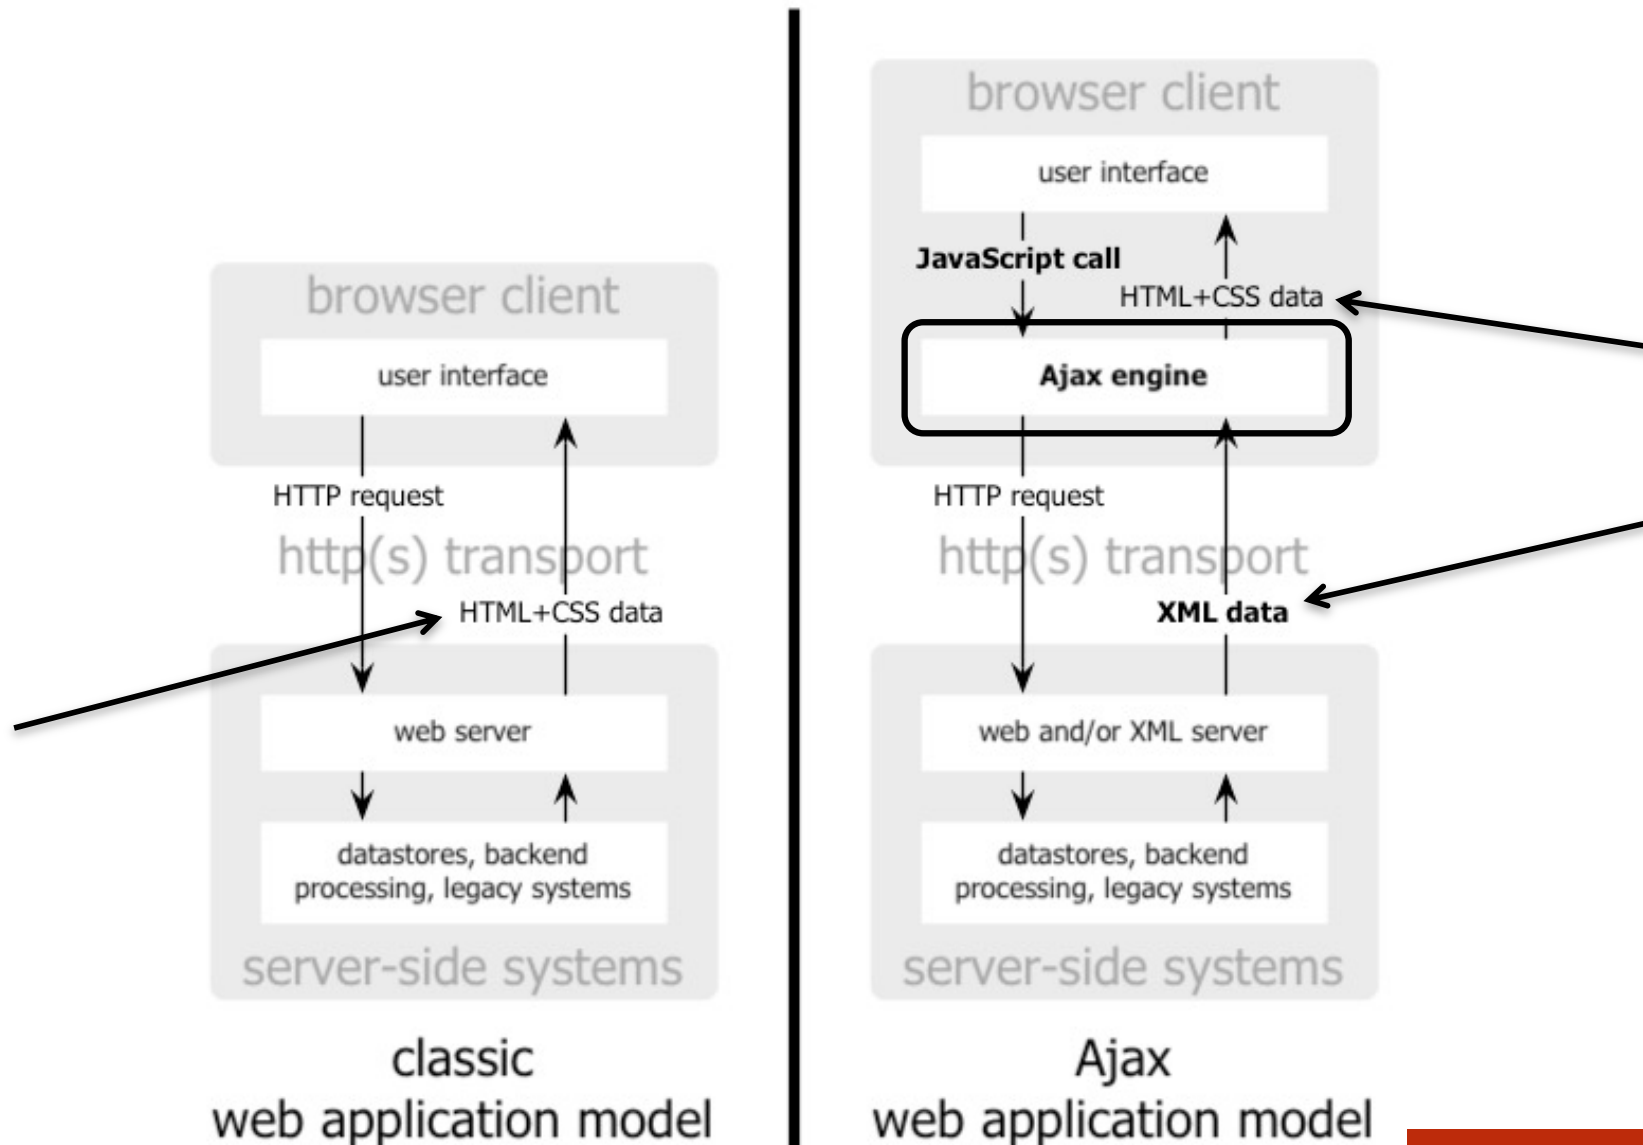 browser client
user interface
HTTP request
http(s) transport
HTML+CSS data
web server
datastores, backend
processing, legacy systems
server-side systems
classic
web application model
browser client
user interface
JavaScript call
HTML+CSS data
Ajax engine
HTTP request
http(s) transport
XML data
web and/or XML server
datastores, backend
processing, legacy systems
server-side systems
Ajax
web application model